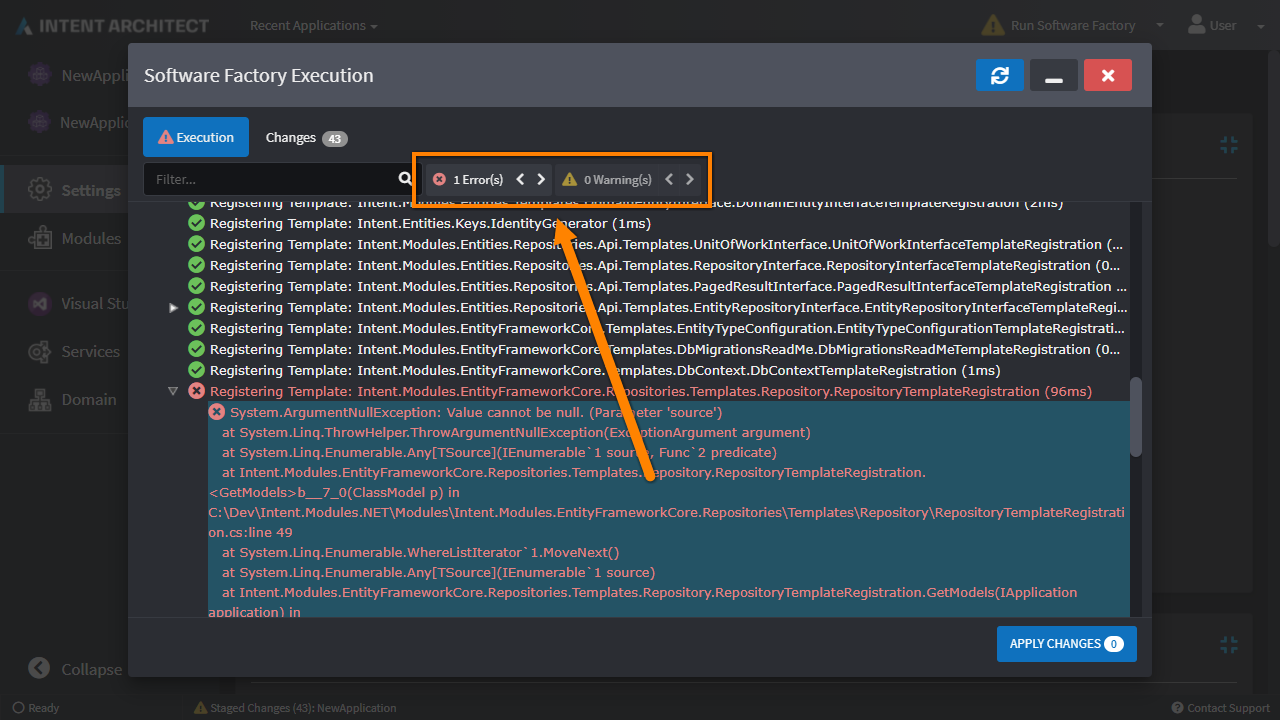 INTENT ARCHITECT
Recent Applications
Run Software Factory
User
NewAppli
NewApplic
Settings
Modules
Visual Stu
Services
Domain
Collapse
Software Factory Execution
Execution
Changes 43
Filter...
1 Error(s)
0 Warning(s)
Registering Template: Intent.Modules.Entities.Templates.DomainEntityInterface.DomainEntityInterfaceTemplateRegistration (2ms)
Registering Template: Intent.Entities.Keys.IdentityGenerator (1ms)
Registering Template: Intent.Modules.Entities.Repositories.Api.Templates.UnitOfWorkInterface.UnitOfWorkInterfaceTemplateRegistration (...
Registering Template: Intent.Modules.Entities.Repositories.Api.Templates.RepositoryInterface.RepositoryInterfaceTemplateRegistration (0...
Registering Template: Intent.Modules.Entities.Repositories.Api.Templates.PagedResultInterface.PagedResultInterfaceTemplateRegistration ...
Registering Template: Intent.Modules.Entities.Repositories.Api.Templates.EntityRepositoryInterface.EntityRepositoryInterfaceTemplateRegi...
Registering Template: Intent.Modules.EntityFrameworkCore.Templates.EntityTypeConfiguration.EntityTypeConfigurationTemplateRegistrati...
Registering Template: Intent.Modules.EntityFrameworkCore.Templates.DbMigrationsReadMe.DbMigrationsReadMeTemplateRegistration (0...
Registering Template: Intent.Modules.EntityFrameworkCore.Templates.DbContext.DbContextTemplateRegistration (1ms)
Registering Template: Intent.Modules.EntityFrameworkCore.Repositories.Templates.Repository.RepositoryTemplateRegistration (96ms)
System.ArgumentNullException: Value cannot be null. (Parameter 'source')
at System.Linq.ThrowHelper.ThrowArgumentNullException(ExceptionArgument argument)
at System.Linq.Enumerable.Any[TSource](IEnumerable`1 source, Func`2 predicate)
at Intent.Modules.EntityFrameworkCore.Repositories.Templates.Repository.RepositoryTemplateRegistration.
<GetModels>b__7_0(ClassModel p) in
C:\Dev\Intent.Modules.NET\Modules\Intent.Modules.EntityFrameworkCore.Repositories\Templates\Repository\RepositoryTemplateRegistrati
on.cs:line 49
at System.Linq.Enumerable.WhereListIterator`1.MoveNext()
at System.Linq.Enumerable.Any[TSource](IEnumerable`1 source)
at Intent.Modules.EntityFrameworkCore.Repositories.Templates.Repository.RepositoryTemplateRegistration.GetModels(IApplication
application) in
APPLY CHANGES 0
Ready
Staged Changes (43): NewApplication
Contact Support